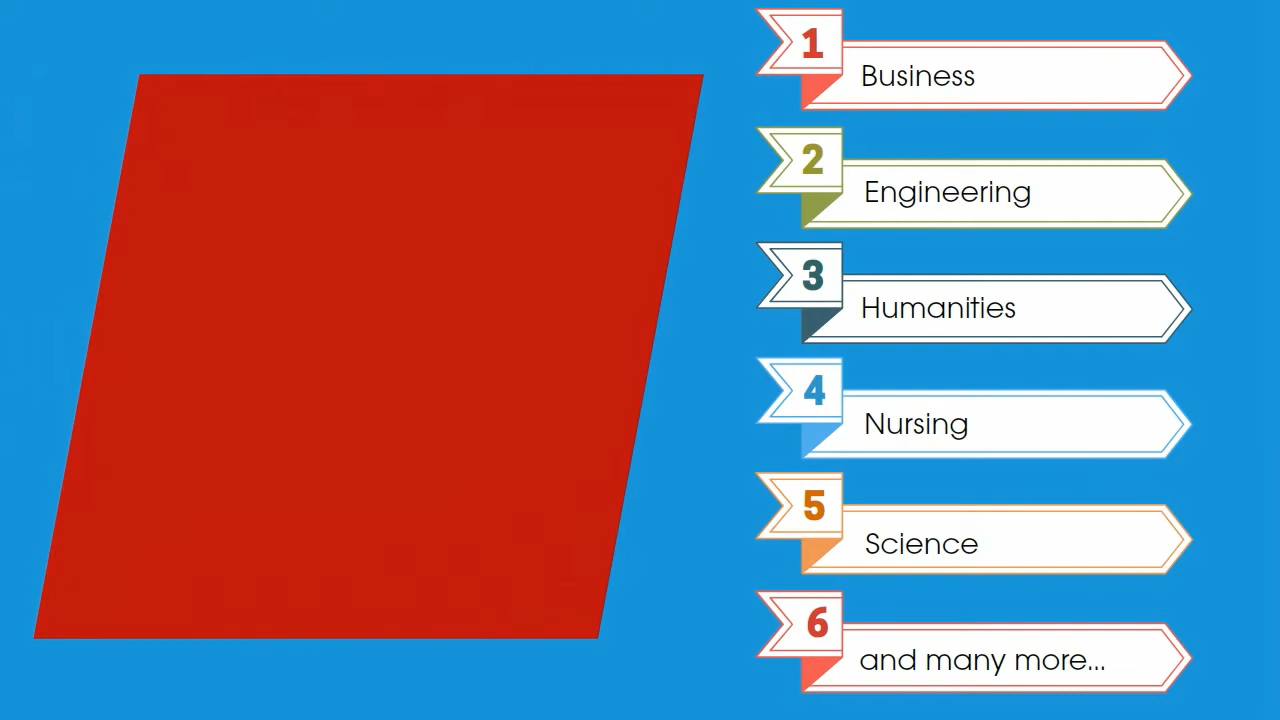 1
Business
2
Engineering
3
Humanities
4
Nursing
5
Science
6
and many more...